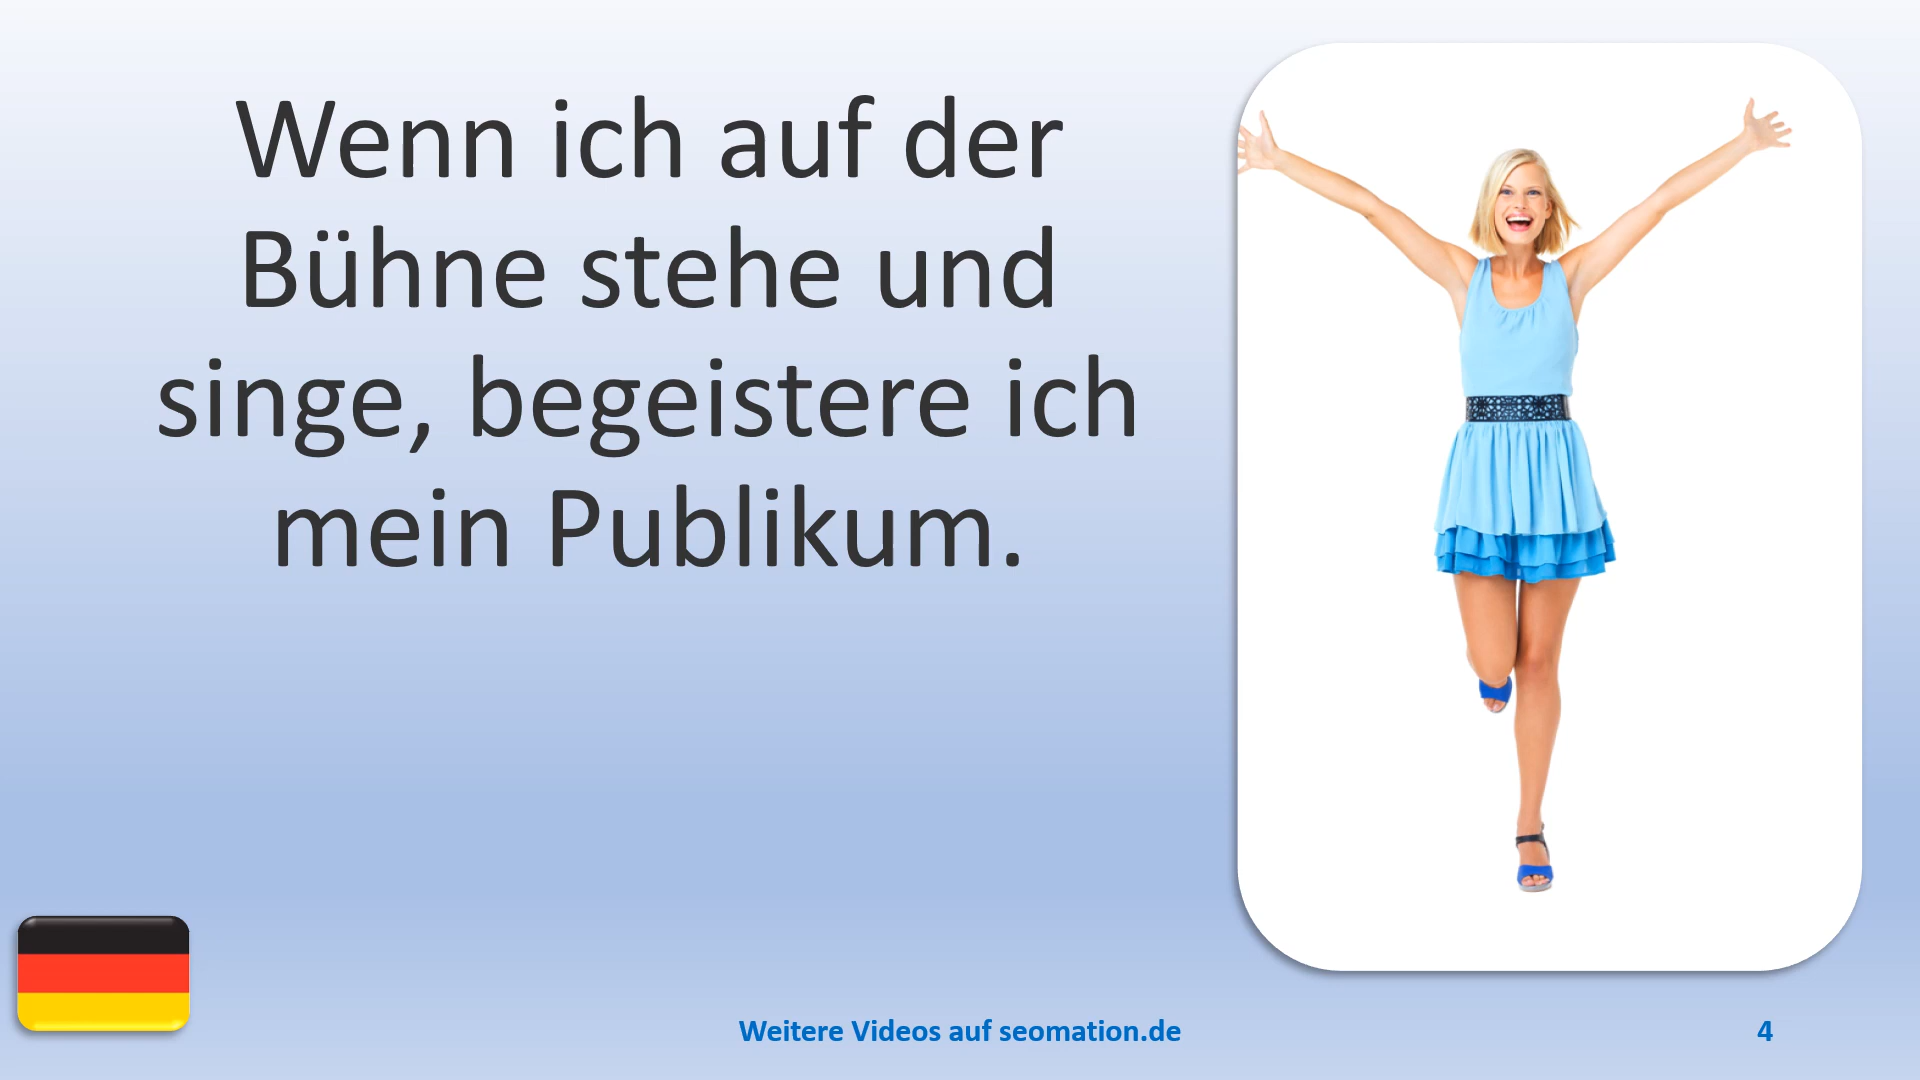 Wenn ich auf der
Bühne stehe und
singe, begeistere ich
mein Publikum.
Weitere Videos auf seomation.de
4